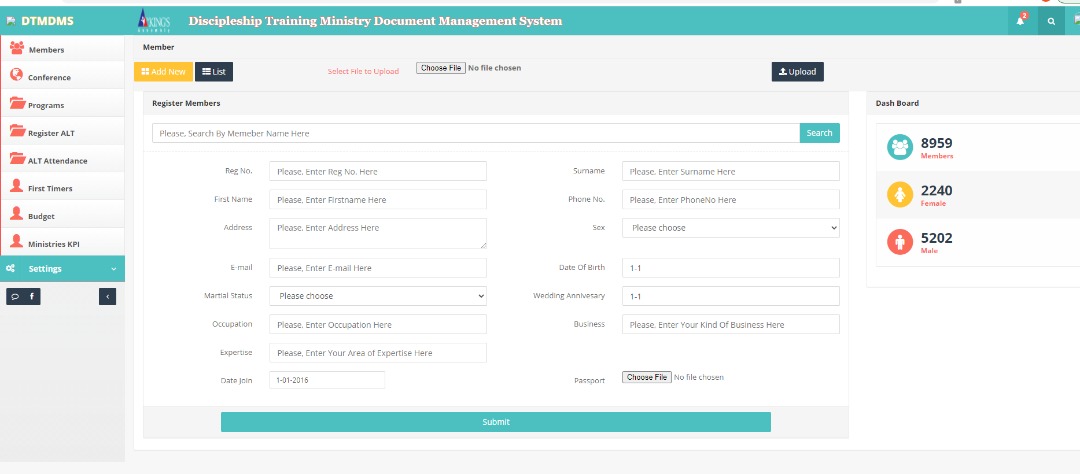 DTMDMS
KINGS
Assembly
Discipleship Training Ministry Document Management System
2
Members
Conference
Programs
Register ALT
ALT Attendance
First Timers
Budget
Ministries KPI
Settings
Member
Add New
List
Select File to Upload
Choose File No file chosen
Upload
Register Members
Please, Search By Memeber Name Here
Search
Reg No.
Please, Enter Reg No. Here
Surname
Please, Enter Surname Here
First Name
Please, Enter Firstname Here
Phone No.
Please, Enter PhoneNo Here
Address
Please, Enter Address Here
Sex
Please choose
E-mail
Please, Enter E-mail Here
Date Of Birth
1-1
Martial Status
Please choose
Wedding Annivesary
1-1
Occupation
Please, Enter Occupation Here
Business
Please, Enter Your Kind Of Business Here
Expertise
Please, Enter Your Area of Expertise Here
Date Join
1-01-2016
Passport
Choose File No file chosen
Submit
Dash Board
8959
Members
2240
Female
5202
Male